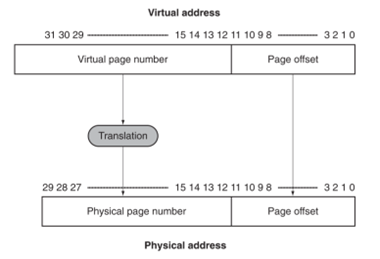 Virtual address
31 30 29 15 14 13 12 11 10 9 8 3 2 1 0
Virtual page number Page offset
Translation
29 28 27 15 14 13 12 11 10 9 8 3 2 1 0
Physical page number Page offset
Physical address